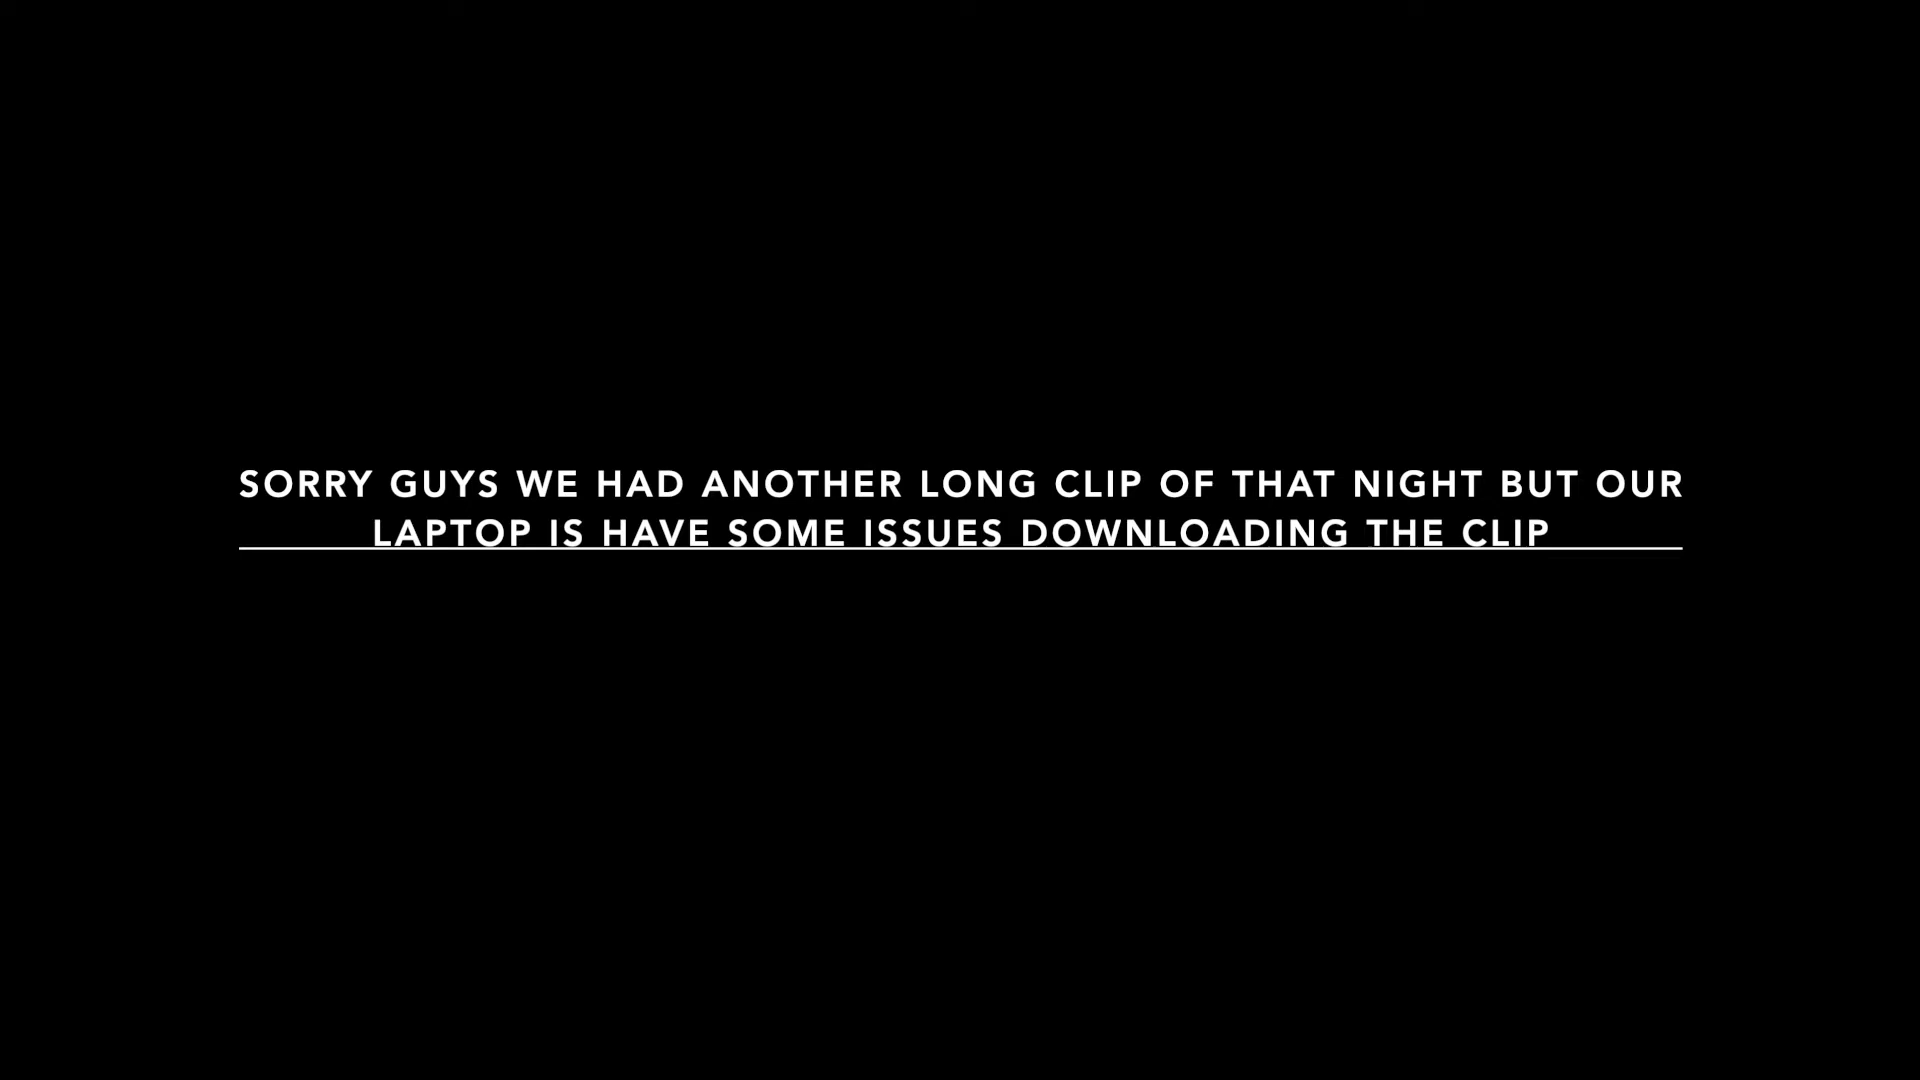 SORRY GUYS WE HAD ANOTHER LONG CLIP OF THAT NIGHT BUT OUR
LAPTOP IS HAVE SOME ISSUES DOWNLOADING THE CLIP